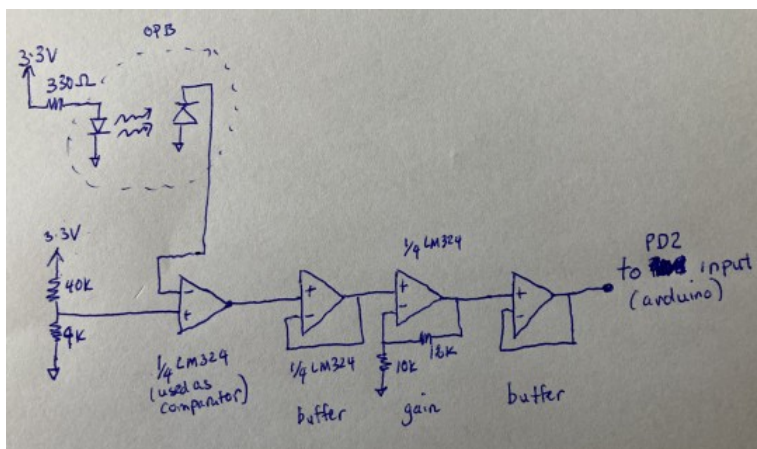 OPB
3.3V
330Ω
3.3V
40K
4K
-
+
1/4 LM324
(used as
comparator)
+
-
1/4 LM324
buffer
1/4 LM324
+
-
18K
10K
gain
+
-
buffer
PD2
to input
(arduino)